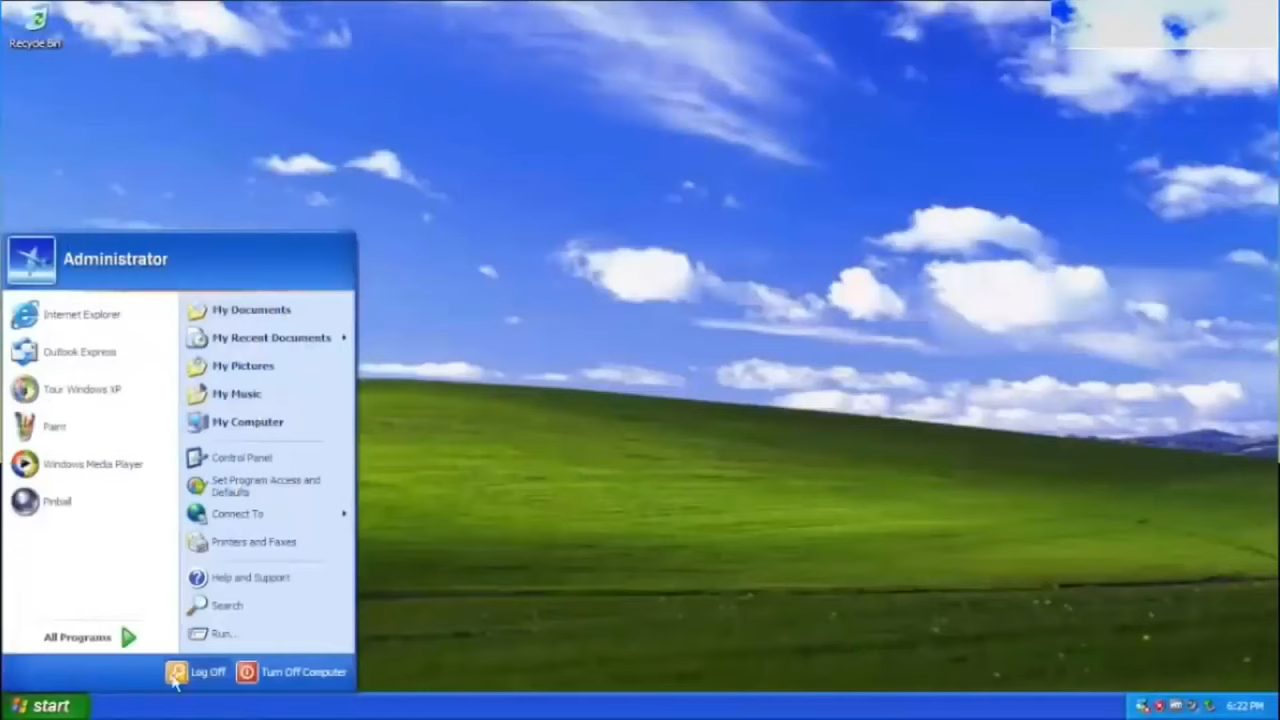 Recycle Bin
Administrator
Internet Explorer
Outlook Express
Tour Windows XP
Paint
Windows Media Player
Pinball
All Programs
My Documents
My Recent Documents
My Pictures
My Music
My Computer
Control Panel
Set Program Access and
Defaults
Connect To
Printers and Faxes
Help and Support
Search
Run...
Log Off
Turn Off Computer
start
6:22 PM